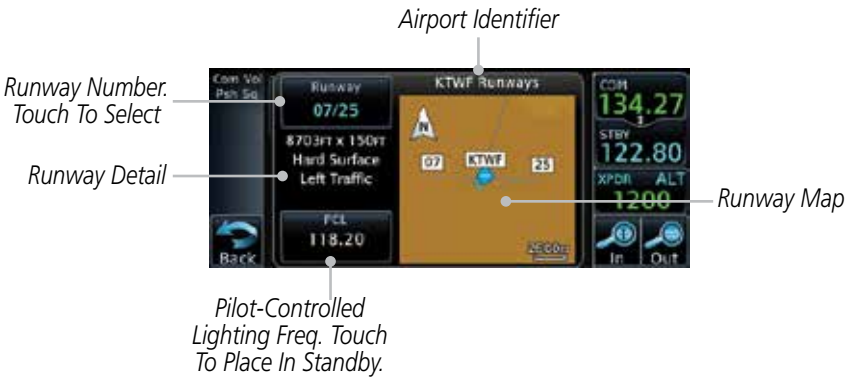 Airport Identifier
Runway Number.
Touch To Select
Runway Detail
Com Vol
Psh Sq
Runway
07/25
8703FT X 150FT
Hard Surface
Left Traffic
PCL
118.20
Back
KTWF Runways
N
07
KTWF
25
COM
134.27
STBY
122.80
XPDR ALT
1200
In
Out
Runway Map
Pilot-Controlled
Lighting Freq. Touch
To Place In Standby.